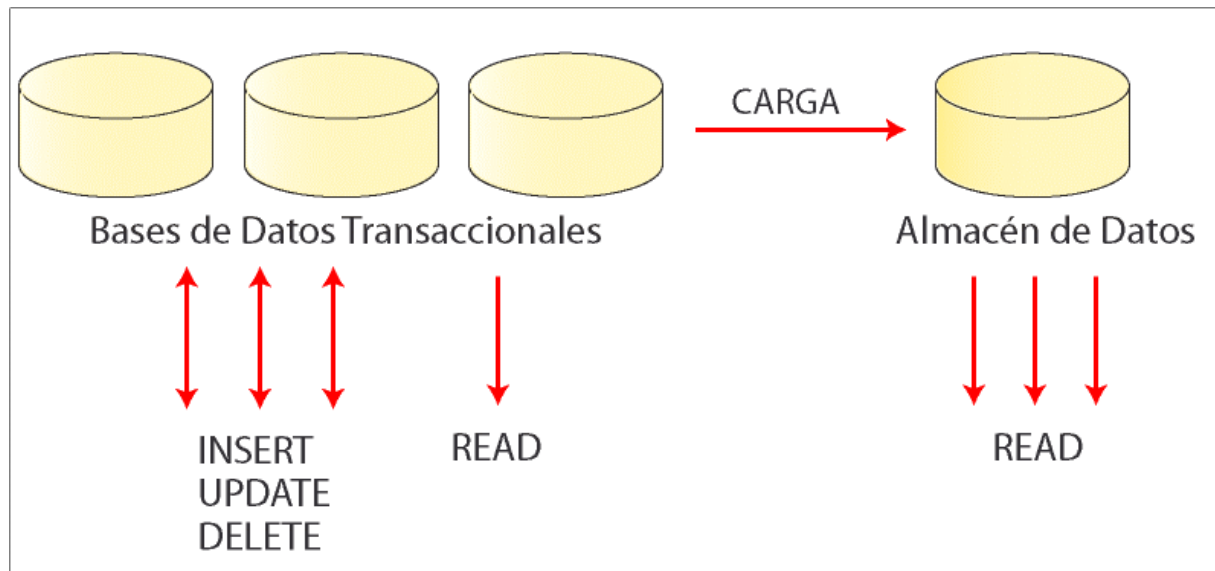 CARGA
Bases de Datos Transaccionales
Almacén de Datos
INSERT
UPDATE
DELETE
READ
READ